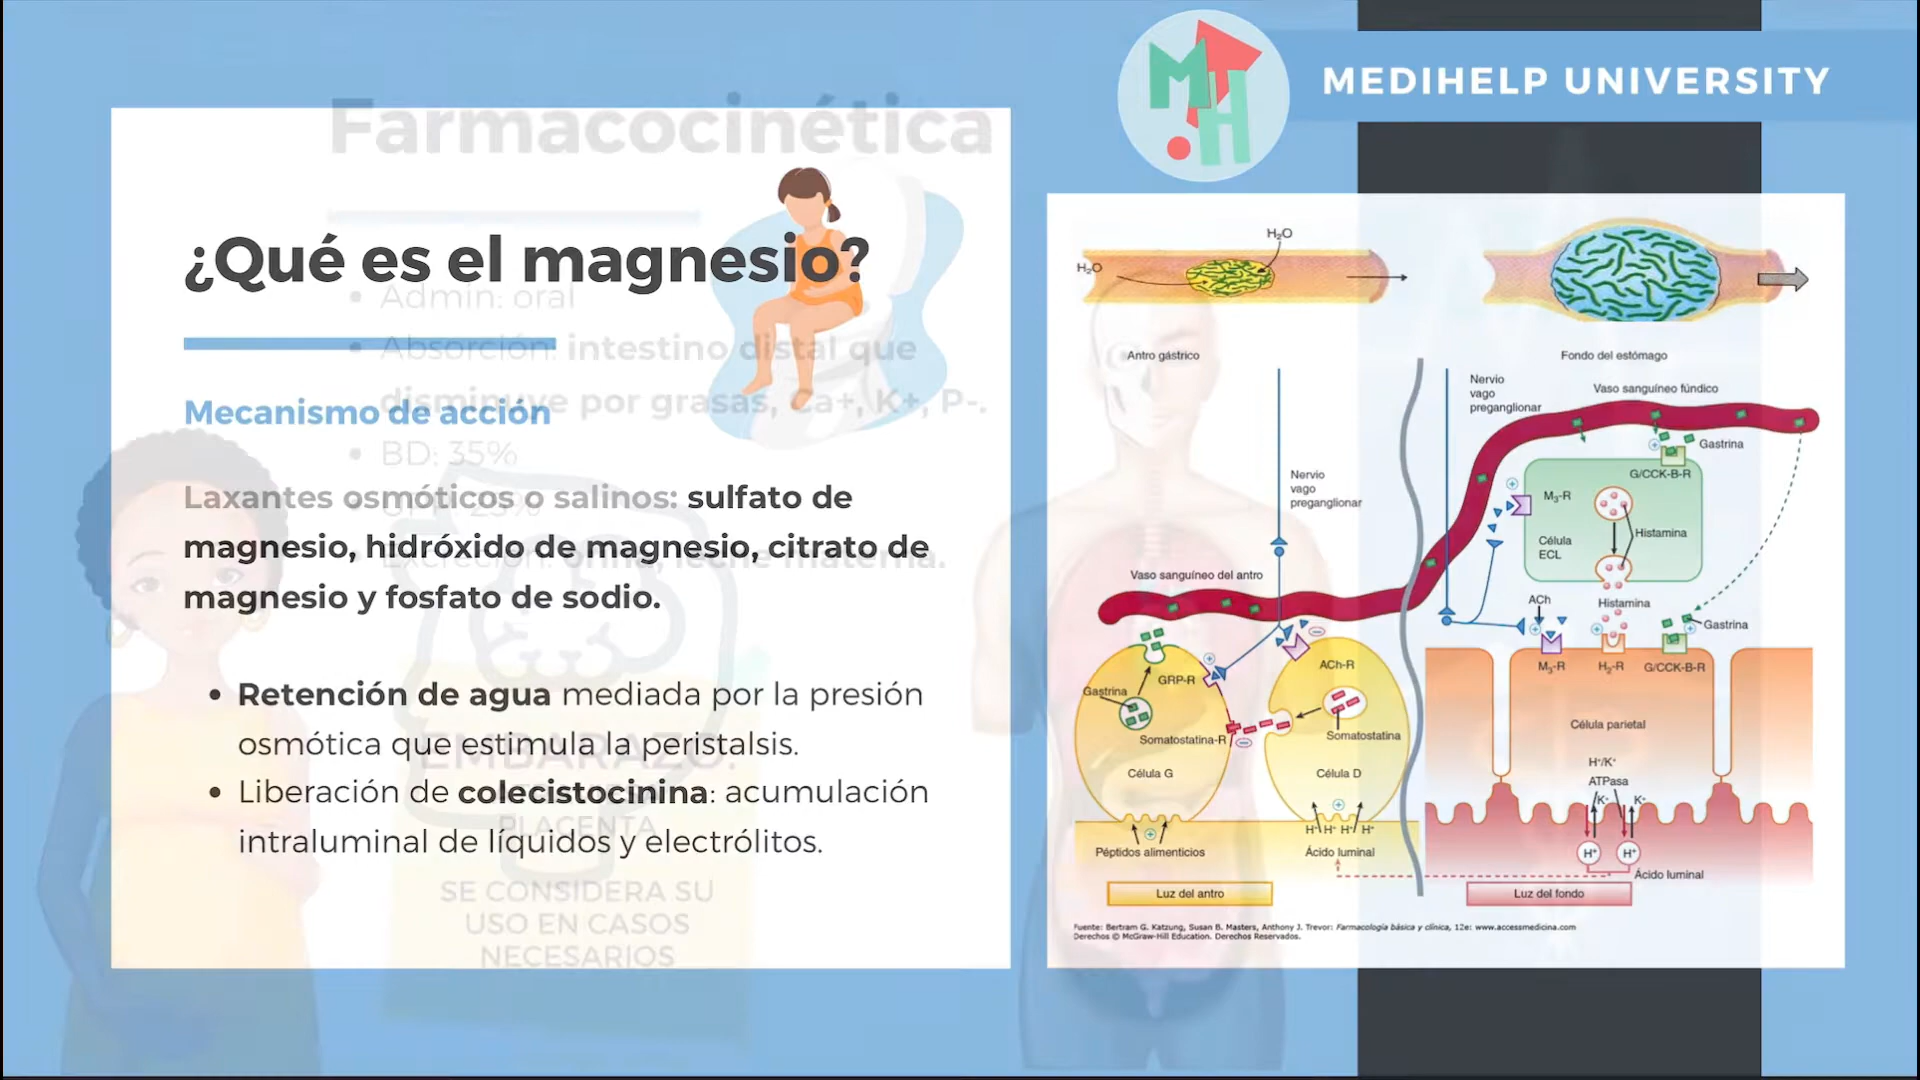 MEDIHELP UNIVERSITY
Farmacocinética
¿Qué es el magnesio?
Admin: oral
Absorción: intestino distal que
disminuye por grasas, Ca+, K+, P-.
Mecanismo de acción
BD: 35%
Laxantes osmóticos o salinos: sulfato de
magnesio, hidróxido de magnesio, citrato de
Excreción: orina, leche materna.
magnesio y fosfato de sodio.
Retención de agua mediada por la presión
osmótica que estimula la peristalsis.
EMBARAZO:
Liberación de colecistocinina: acumulación
PLACENTA
intraluminal de líquidos y electrólitos.
SE CONSIDERA SU
USO EN CASOS
NECESARIOS
H₂O
H₂O
Antro gástrico
Fondo del estómago
Nervio
vago
preganglionar
Vaso sanguíneo fúndico
Gastrina
G/CCK-B-R
M₃-R
Histamina
Célula
ECL
Nervio
vago
preganglionar
Vaso sanguíneo del antro
ACh
Histamina
Gastrina
M₃-R
H₂-R
G/CCK-B-R
ACh-R
GRP-R
Gastrina
Somatostatina-R
Somatostatina
Célula G
Célula D
Célula parietal
H⁺/K⁺
ATPasa
K⁺
K⁺
H⁺ H⁺ H⁺ H⁺
H⁺
H⁺
Péptidos alimenticios
Ácido luminal
Ácido luminal
Luz del antro
Luz del fondo
Fuente: Bertram G. Katzung, Susan B. Masters, Anthony J. Trevor: Farmacología básica y clínica, 12e: www.accessmedicina.com
Derechos © McGraw-Hill Education. Derechos Reservados.